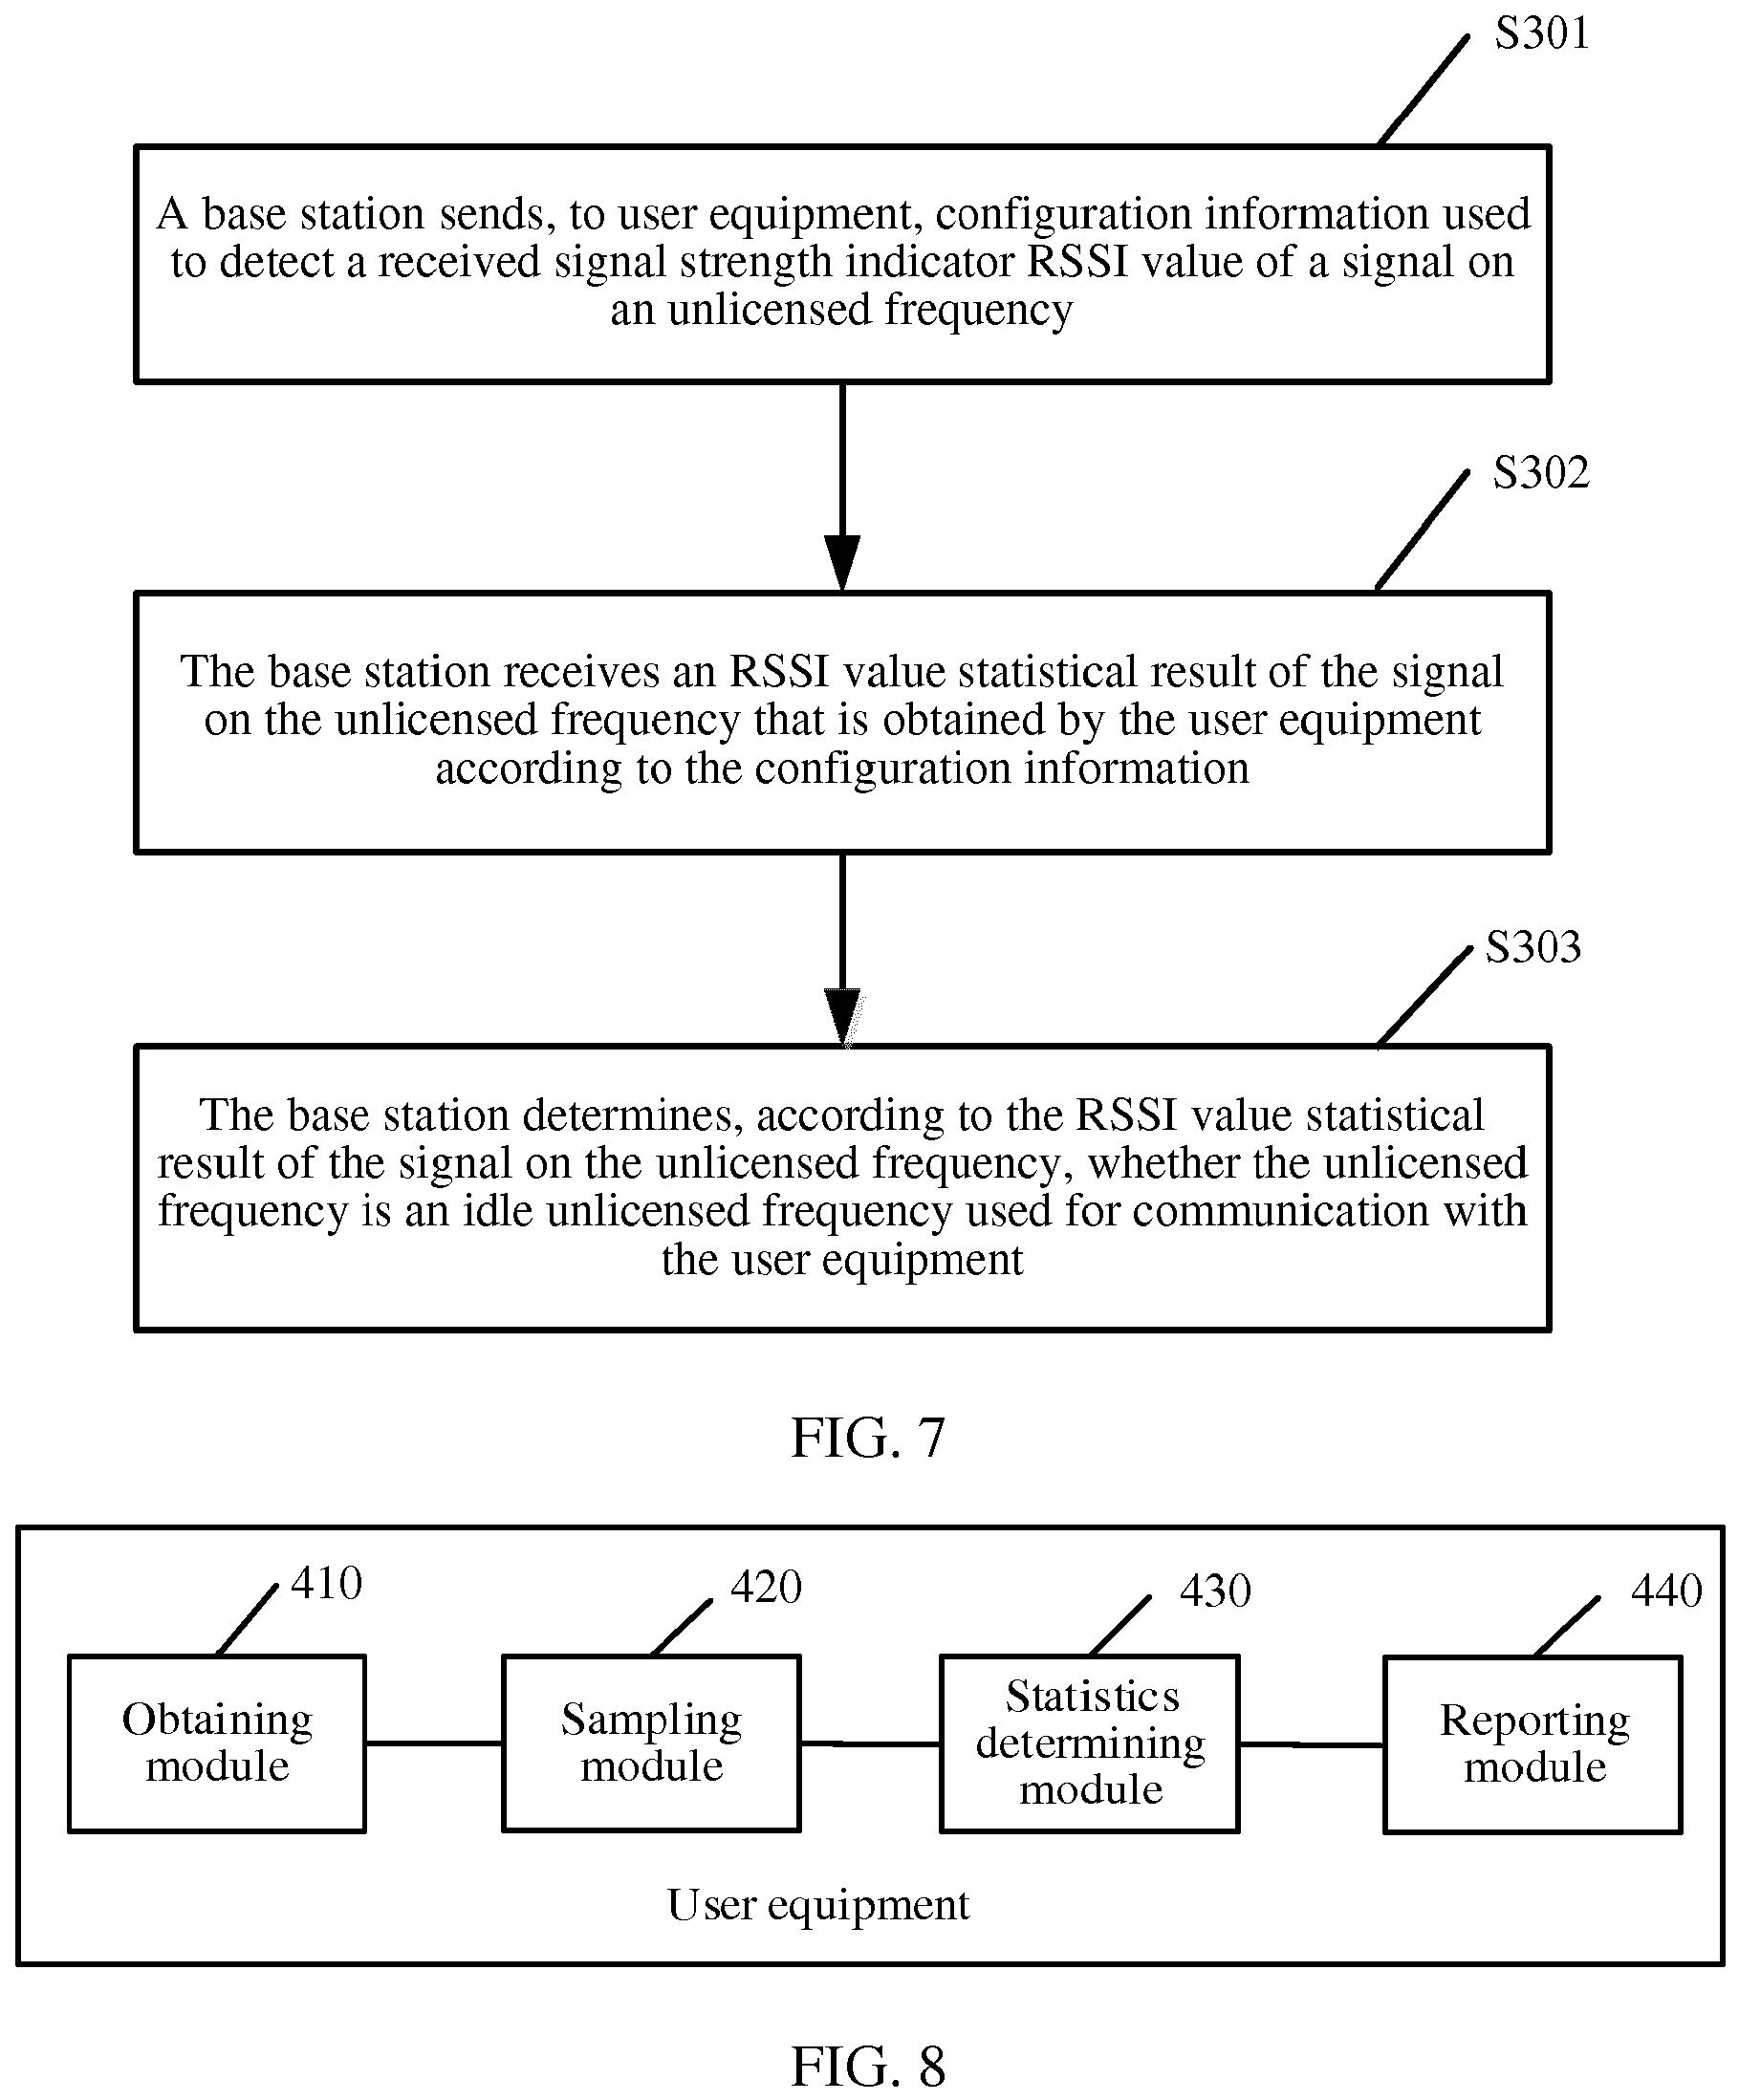 S301
A base station sends, to user equipment, configuration information used
to detect a received signal strength indicator RSSI value of a signal on
an unlicensed frequency
S302
The base station receives an RSSI value statistical result of the signal
on the unlicensed frequency that is obtained by the user equipment
according to the configuration information
S303
The base station determines, according to the RSSI value statistical
result of the signal on the unlicensed frequency, whether the unlicensed
frequency is an idle unlicensed frequency used for communication with
the user equipment
FIG. 7
410
420
430
440
Obtaining
module
Sampling
module
Statistics
determining
module
Reporting
module
User equipment
FIG. 8